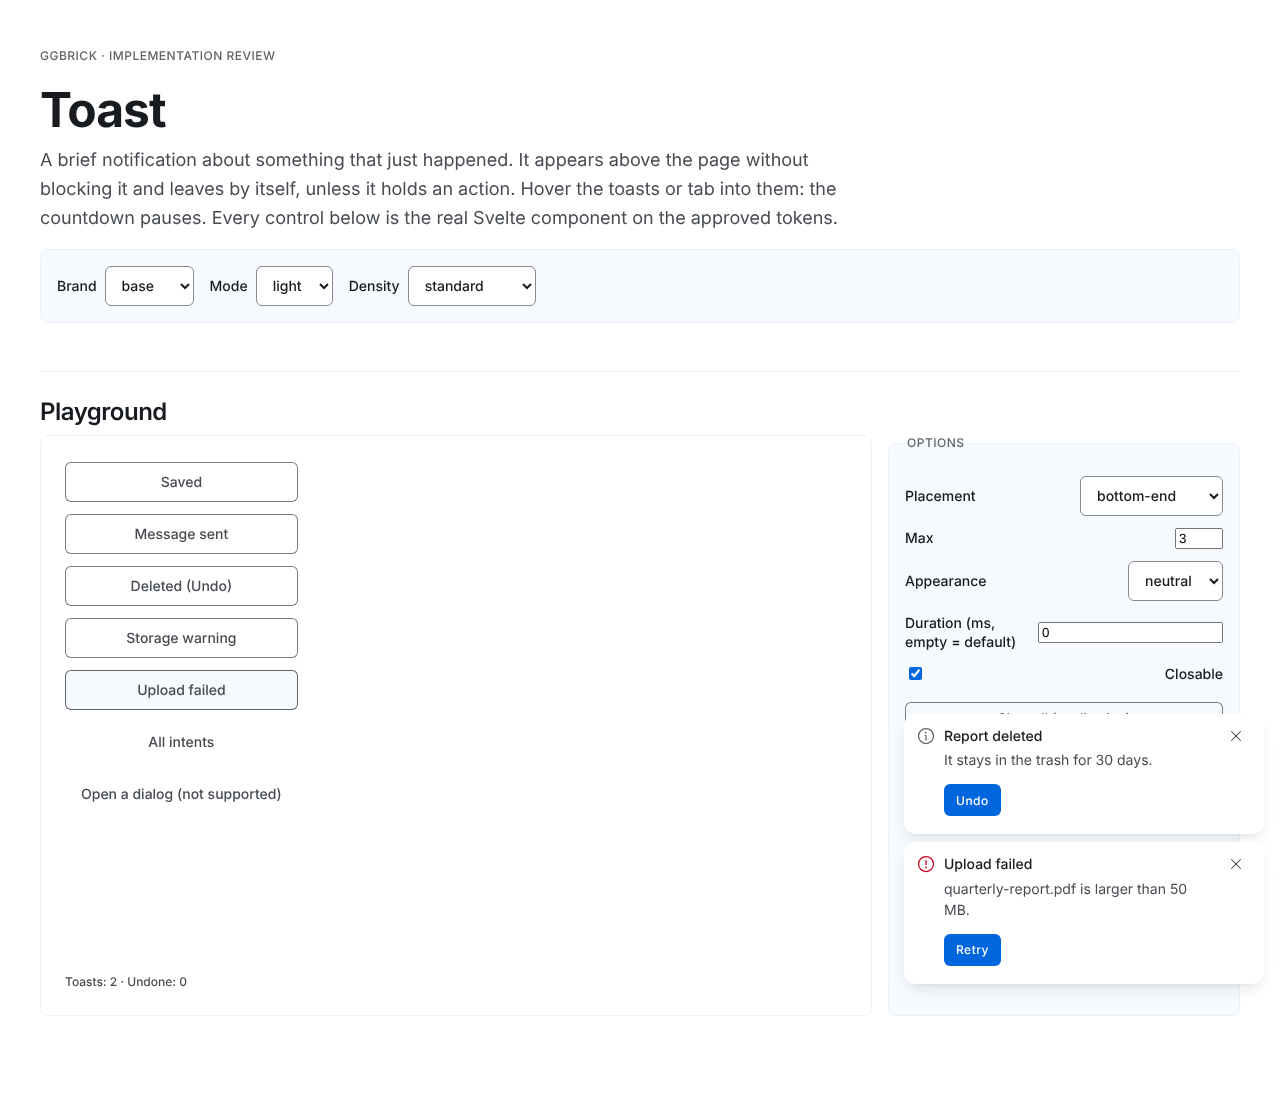 GGBRICK · IMPLEMENTATION REVIEW
Toast
A brief notification about something that just happened. It appears above the page without
blocking it and leaves by itself, unless it holds an action. Hover the toasts or tab into them: the
countdown pauses. Every control below is the real Svelte component on the approved tokens.
Brand base Mode light Density standard
Playground
Saved
Message sent
Deleted (Undo)
Storage warning
Upload failed
All intents
Open a dialog (not supported)
Toasts: 2 · Undone: 0
OPTIONS
Placement bottom-end
Max 3
Appearance neutral
Duration (ms,
empty = default) 0
Closable
Report deleted
It stays in the trash for 30 days.
Undo
Upload failed
quarterly-report.pdf is larger than 50
MB.
Retry